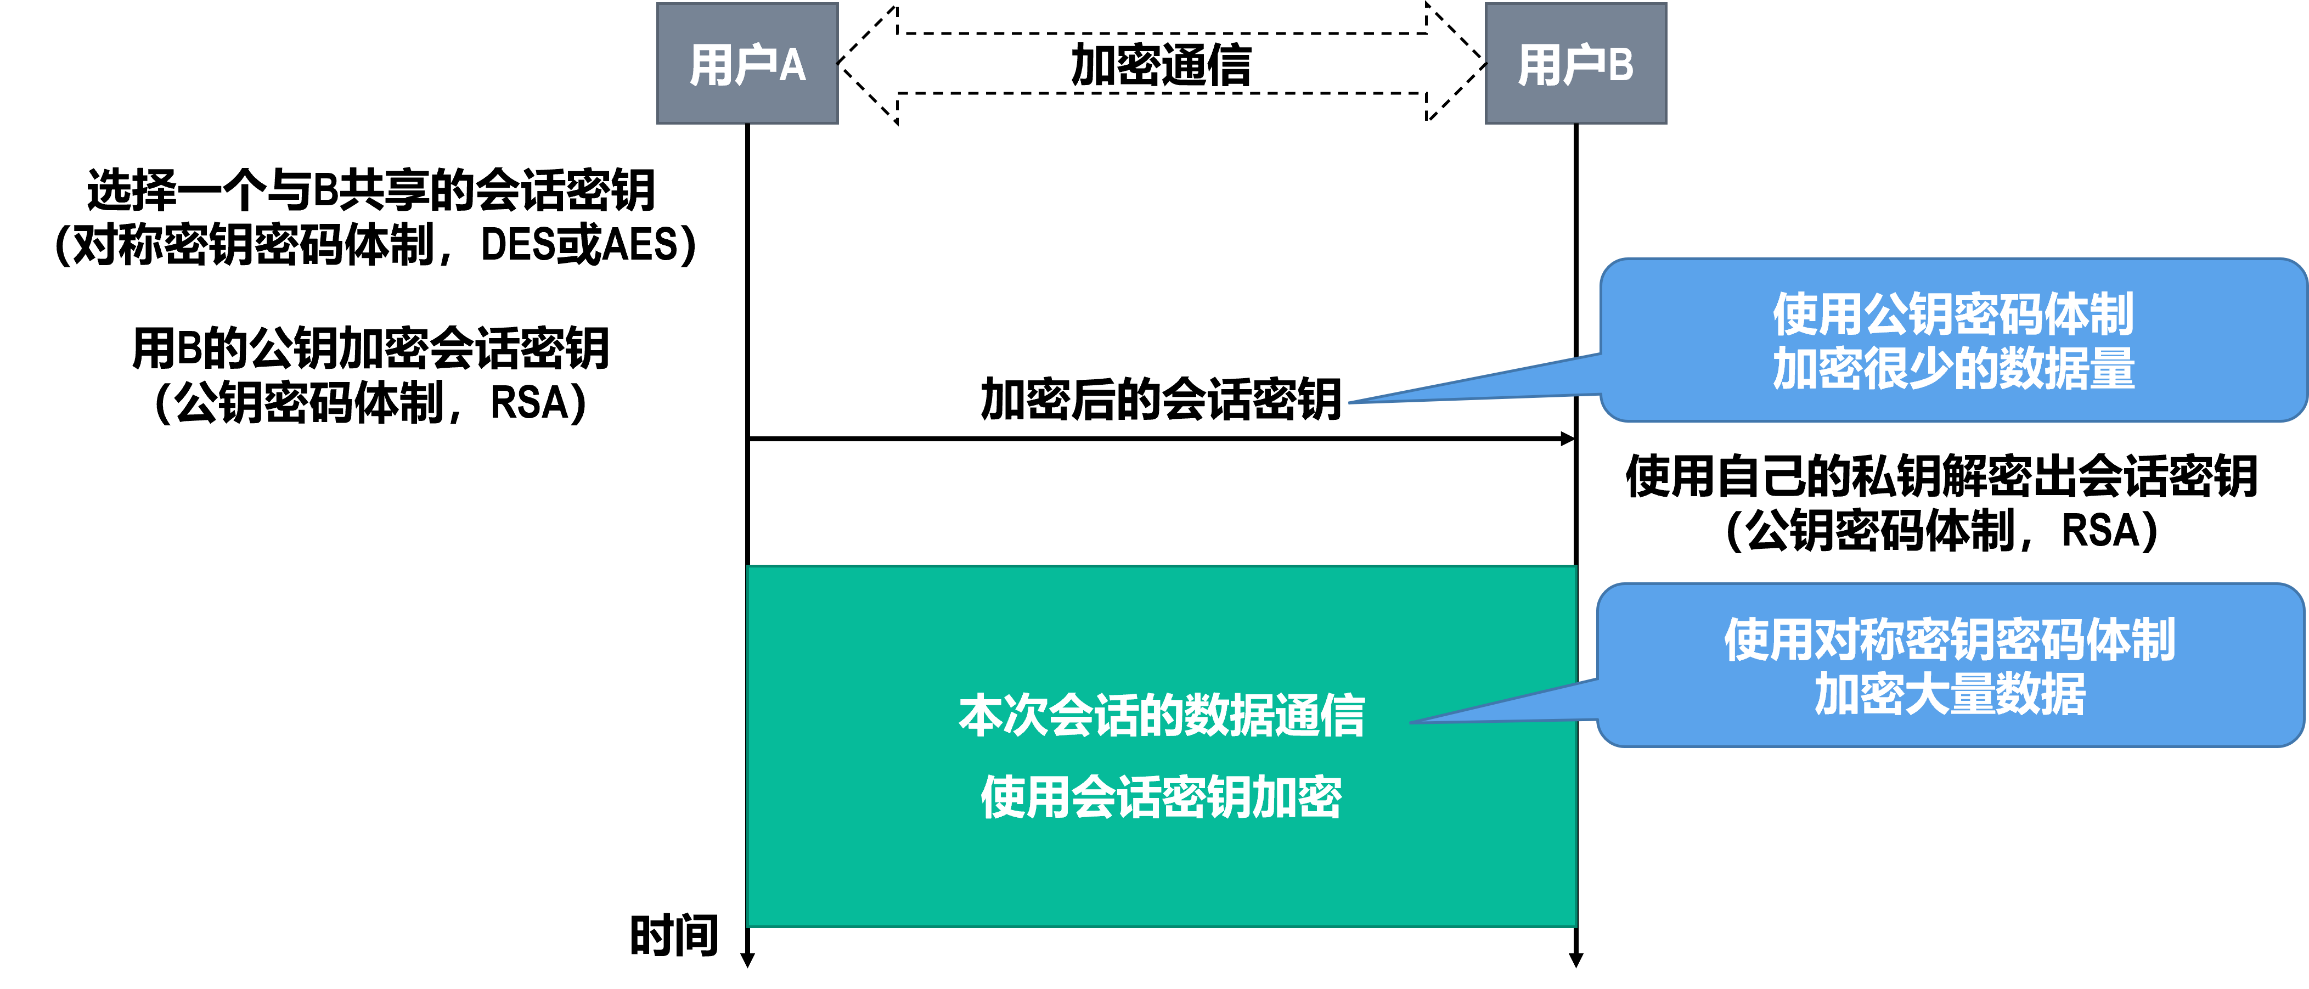 用户A
加密通信
用户B
选择一个与B共享的会话密钥
（对称密钥密码体制，DES或AES）
用B的公钥加密会话密钥
（公钥密码体制，RSA）
加密后的会话密钥
使用公钥密码体制
加密很少的数据量
使用自己的私钥解密出会话密钥
（公钥密码体制，RSA）
使用对称密钥密码体制
加密大量数据
本次会话的数据通信
使用会话密钥加密
时间